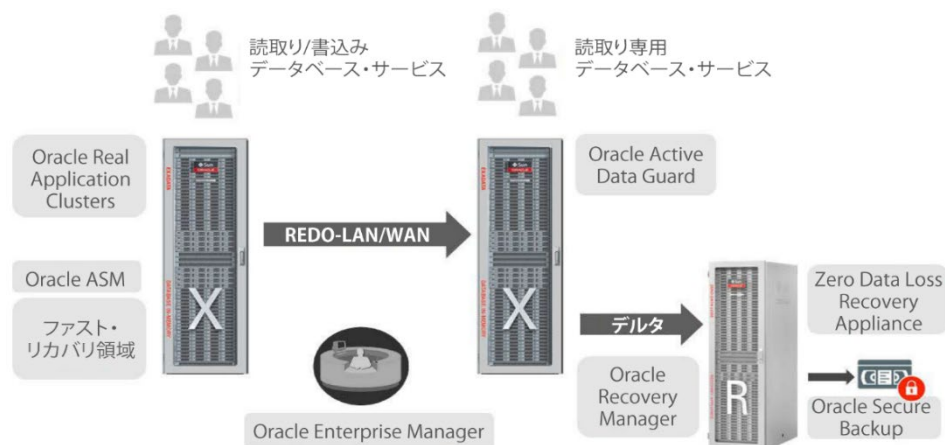 読取り/書込み
データベース・サービス
読取り専用
データベース・サービス
Oracle Real
Application
Clusters
Oracle Active
Data Guard
REDO-LAN/WAN
Oracle ASM
ファスト・
リカバリ領域
X
X
デルタ
Zero Data Loss
Recovery
Appliance
Oracle
Recovery
Manager
R
Oracle Enterprise Manager
Oracle Secure
Backup